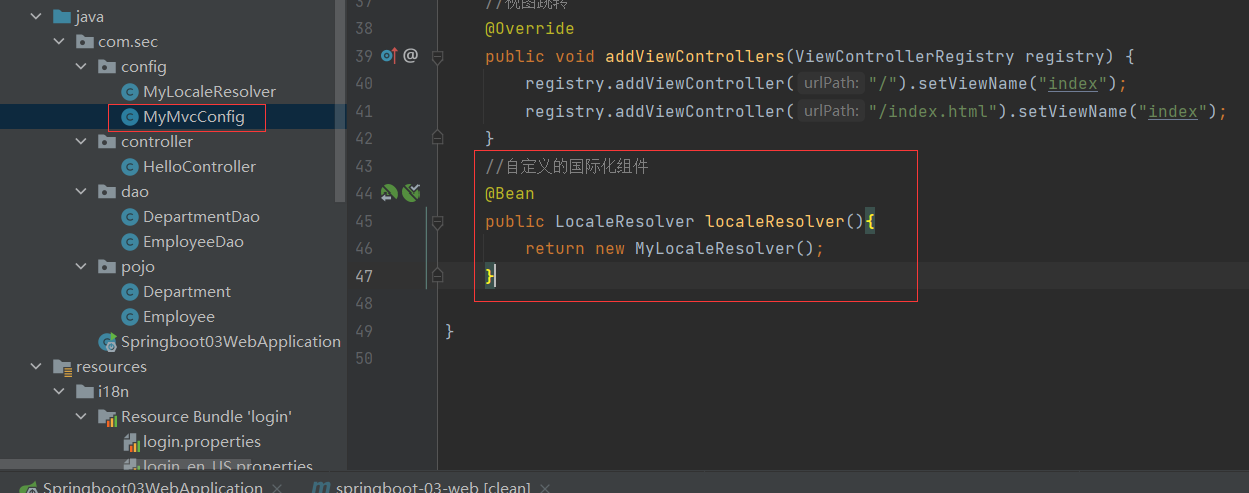 java
com.sec
config
MyLocaleResolver
MyMvcConfig
controller
HelloController
dao
DepartmentDao
EmployeeDao
pojo
Department
Employee
Springboot03WebApplication
resources
i18n
Resource Bundle 'login'
login.properties
login_en_US.properties
37 //视图跳转
38 @Override
39 public void addViewControllers(ViewControllerRegistry registry) {
40 registry.addViewController( urlPath: "/").setViewName("index");
41 registry.addViewController( urlPath: "/index.html").setViewName("index");
42 }
43 //自定义的国际化组件
44 @Bean
45 public LocaleResolver localeResolver(){
46 return new MyLocaleResolver();
47 }
48
49 }
50
Springboot03WebApplication × springboot-03-web [clean] ×